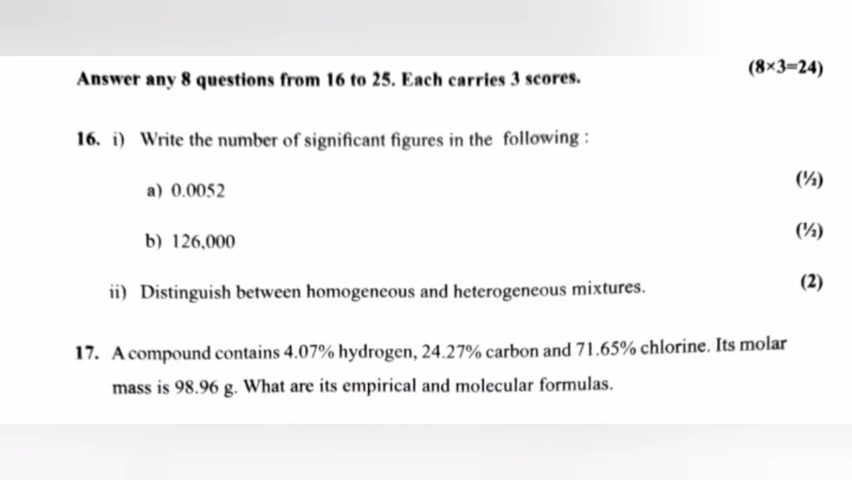 (8×3=24)
Answer any 8 questions from 16 to 25. Each carries 3 scores.
16. i) Write the number of significant figures in the following :
a) 0.0052 (½)
b) 126,000 (½)
ii) Distinguish between homogeneous and heterogeneous mixtures. (2)
17. A compound contains 4.07% hydrogen, 24.27% carbon and 71.65% chlorine. Its molar
mass is 98.96 g. What are its empirical and molecular formulas.